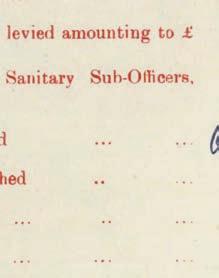 levied amounting to £
Sanitary Sub-Officers,
d ... ...
hed .. ...
... .. ...
... ... ...